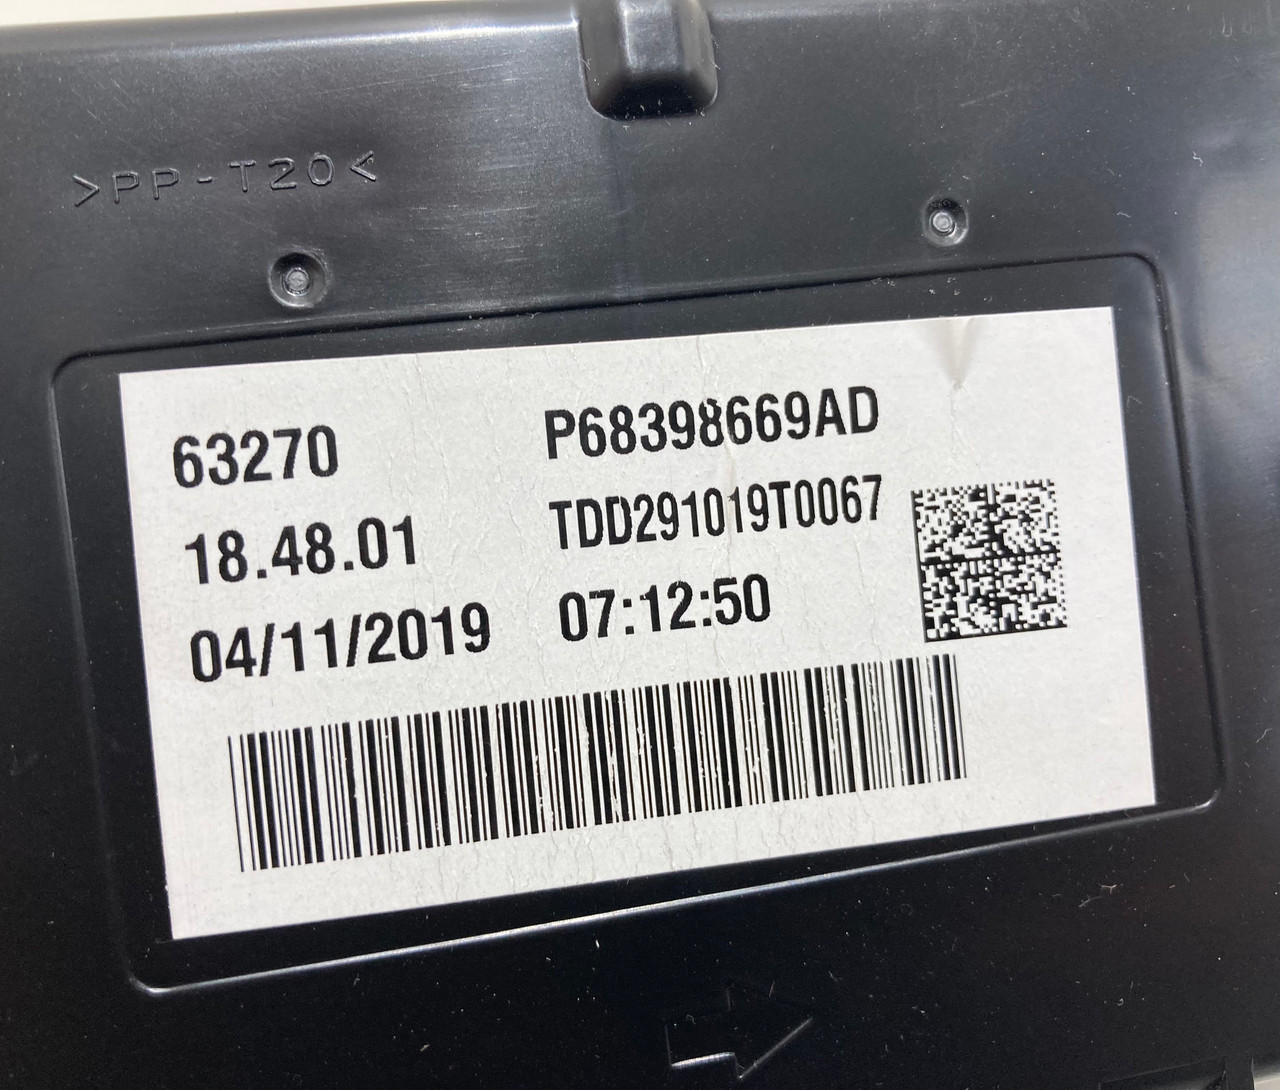 >PP-T20<
63270 P68398669AD
18.48.01 TDD291019T0067
04/11/2019 07:12:50